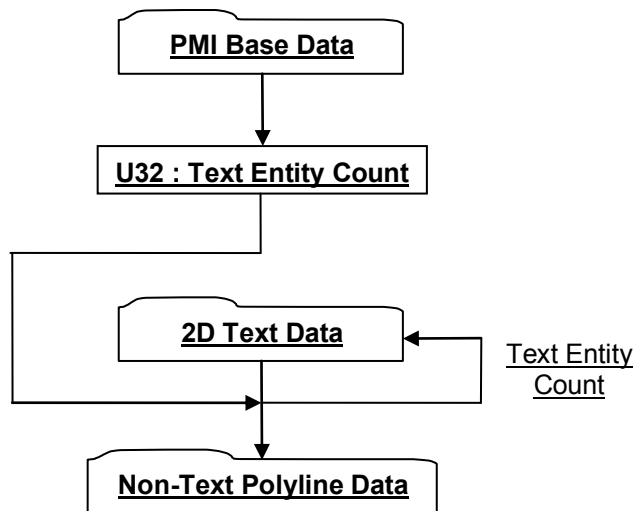 PMI Base Data
U32 : Text Entity Count
2D Text Data
Text Entity
Count
Non-Text Polyline Data